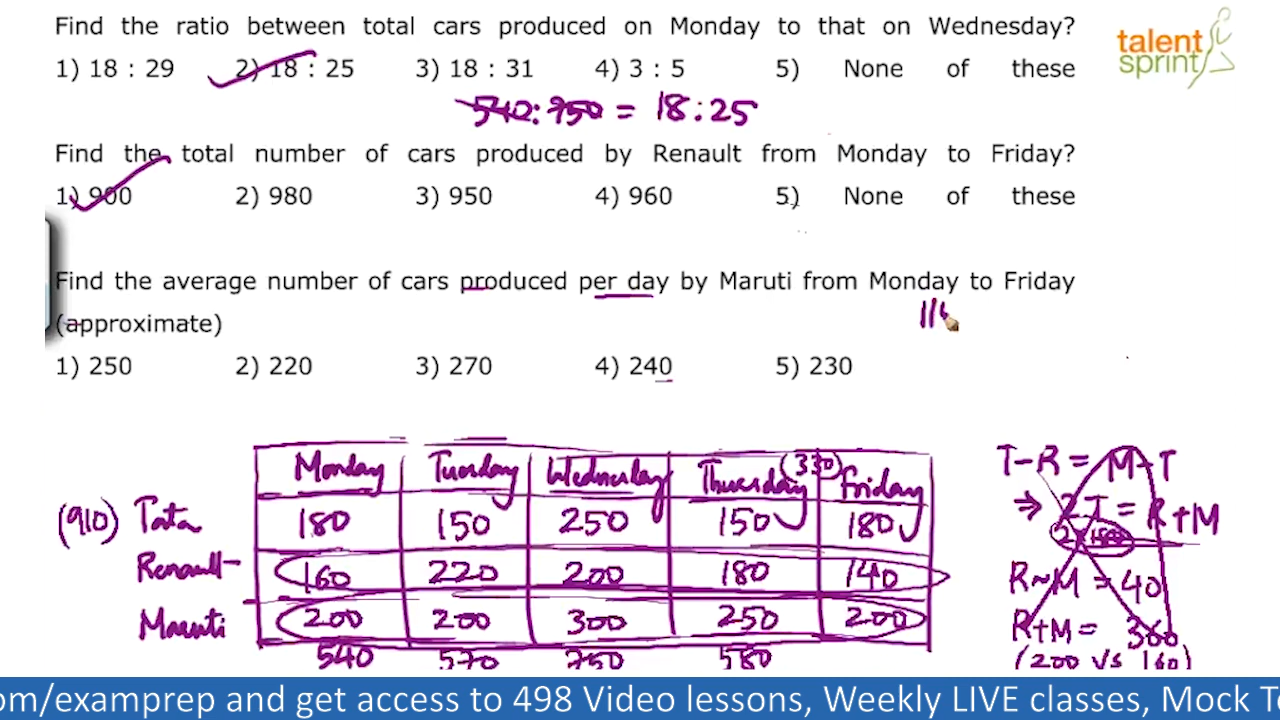 Find the ratio between total cars produced on Monday to that on Wednesday?
talent
sprint
1) 18 : 29 2) 18 : 25 3) 18 : 31 4) 3 : 5 5) None of these
540:750 = 18:25
Find the total number of cars produced by Renault from Monday to Friday?
1) 900 2) 980 3) 950 4) 960 5) None of these
Find the average number of cars produced per day by Maruti from Monday to Friday
(approximate)
1) 250 2) 220 3) 270 4) 240 5) 230
Monday Tuesday Wednesday Thursday (330) Friday
(910) Tata 180 150 250 150 180
Renault 160 220 200 180 140
Maruti 200 200 300 250 200
540 570 750 580
T-R = M-T
⇒ 2T = R+M
R~M = 40
R+M = 360
(200 vs 160)
om/examprep and get access to 498 Video lessons, Weekly LIVE classes, Mock T